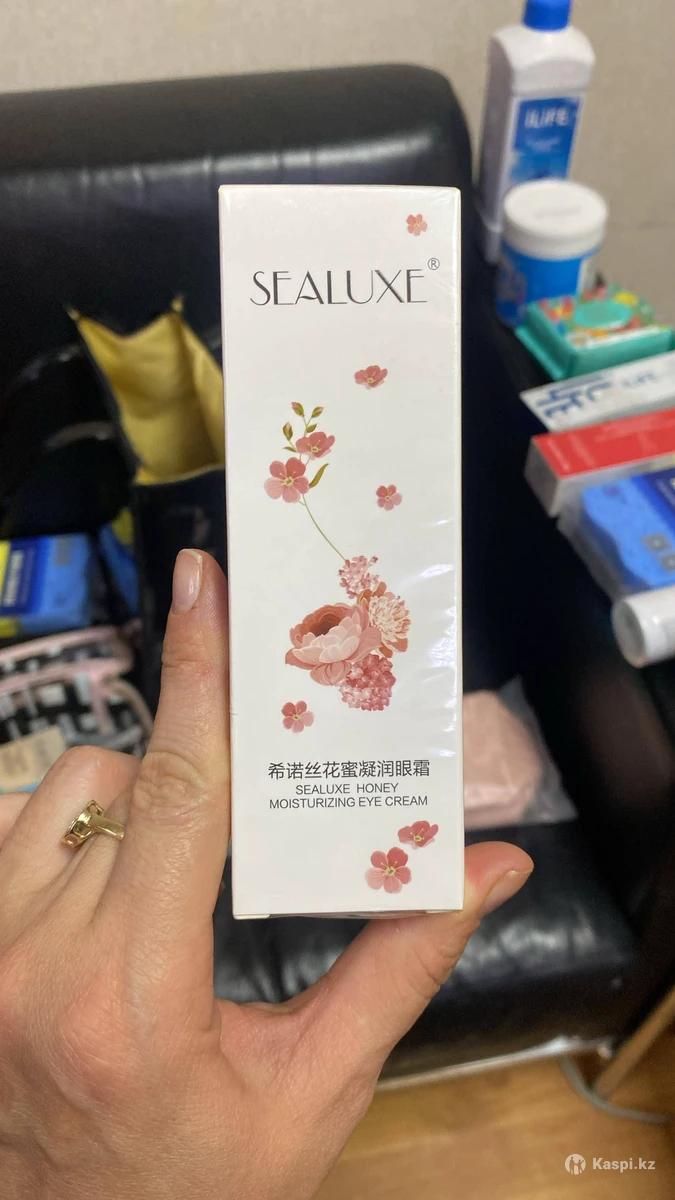 SEALUXE®
希诺丝花蜜凝润眼霜
SEALUXE HONEY
MOISTURIZING EYE CREAM
Kaspi.kz